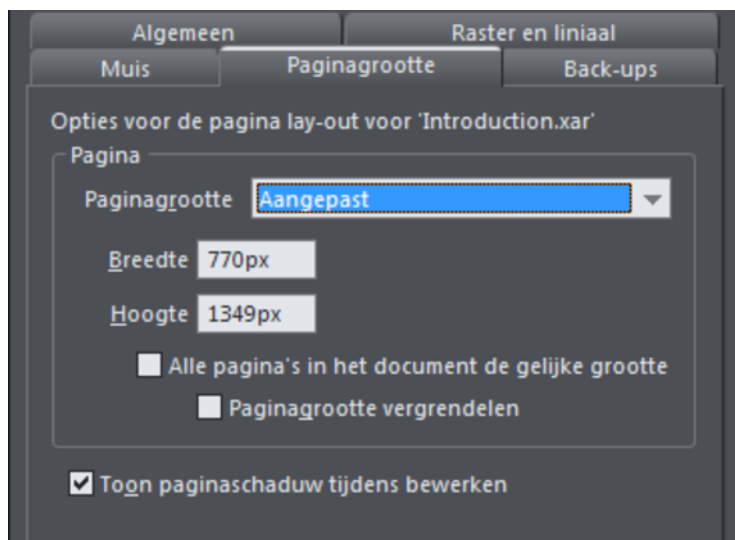 Algemeen Raster en liniaal
Muis Paginagrootte Back-ups
Opties voor de pagina lay-out voor 'Introduction.xar'
Pagina
Paginagrootte Aangepast
Breedte 770px
Hoogte 1349px
Alle pagina's in het document de gelijke grootte
Paginagrootte vergrendelen
Toon paginaschaduw tijdens bewerken